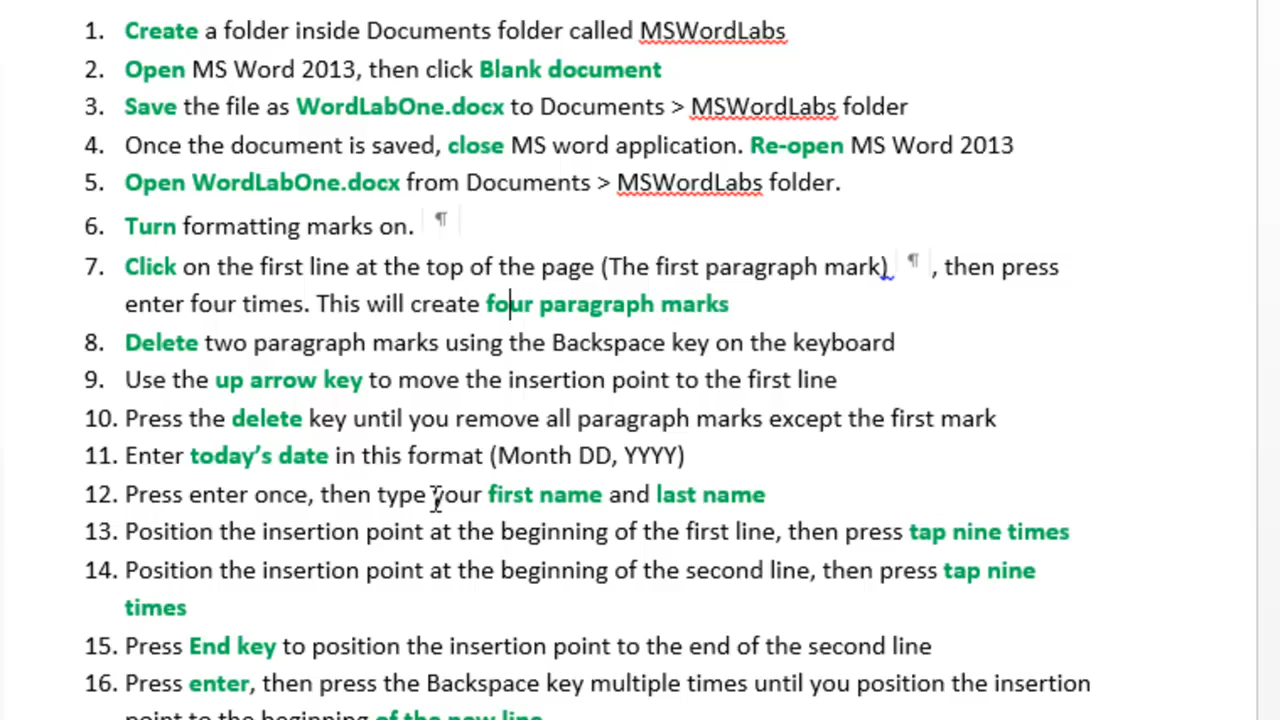 1. Create a folder inside Documents folder called MSWordLabs
2. Open MS Word 2013, then click Blank document
3. Save the file as WordLabOne.docx to Documents > MSWordLabs folder
4. Once the document is saved, close MS word application. Re-open MS Word 2013
5. Open WordLabOne.docx from Documents > MSWordLabs folder.
6. Turn formatting marks on. ¶
7. Click on the first line at the top of the page (The first paragraph mark) ¶ , then press
enter four times. This will create four paragraph marks
8. Delete two paragraph marks using the Backspace key on the keyboard
9. Use the up arrow key to move the insertion point to the first line
10. Press the delete key until you remove all paragraph marks except the first mark
11. Enter today's date in this format (Month DD, YYYY)
12. Press enter once, then type your first name and last name
13. Position the insertion point at the beginning of the first line, then press tap nine times
14. Position the insertion point at the beginning of the second line, then press tap nine
times
15. Press End key to position the insertion point to the end of the second line
16. Press enter, then press the Backspace key multiple times until you position the insertion
point to the beginning of the new line